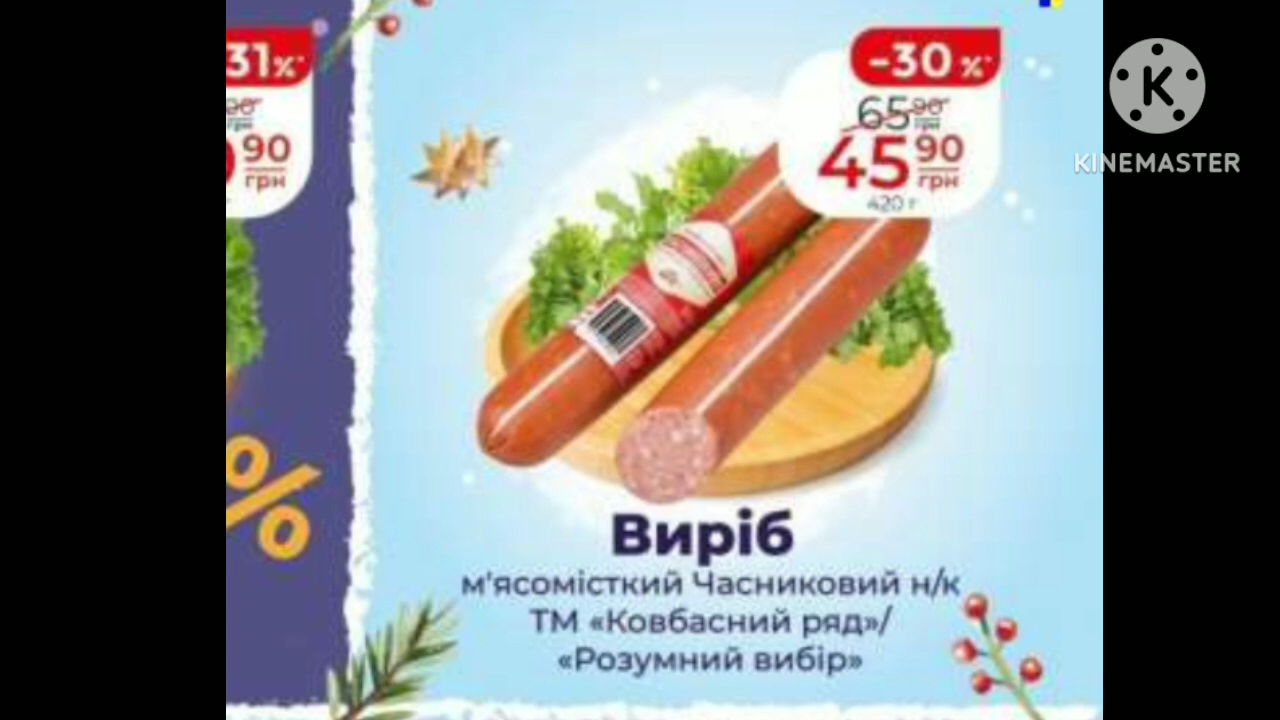 31%*
90
грн
-30%*
65 90
грн
45 90
грн
420 г
KINEMASTER
%
Виріб
м'ясомісткий Часниковий н/к
ТМ «Ковбасний ряд»/
«Розумний вибір»